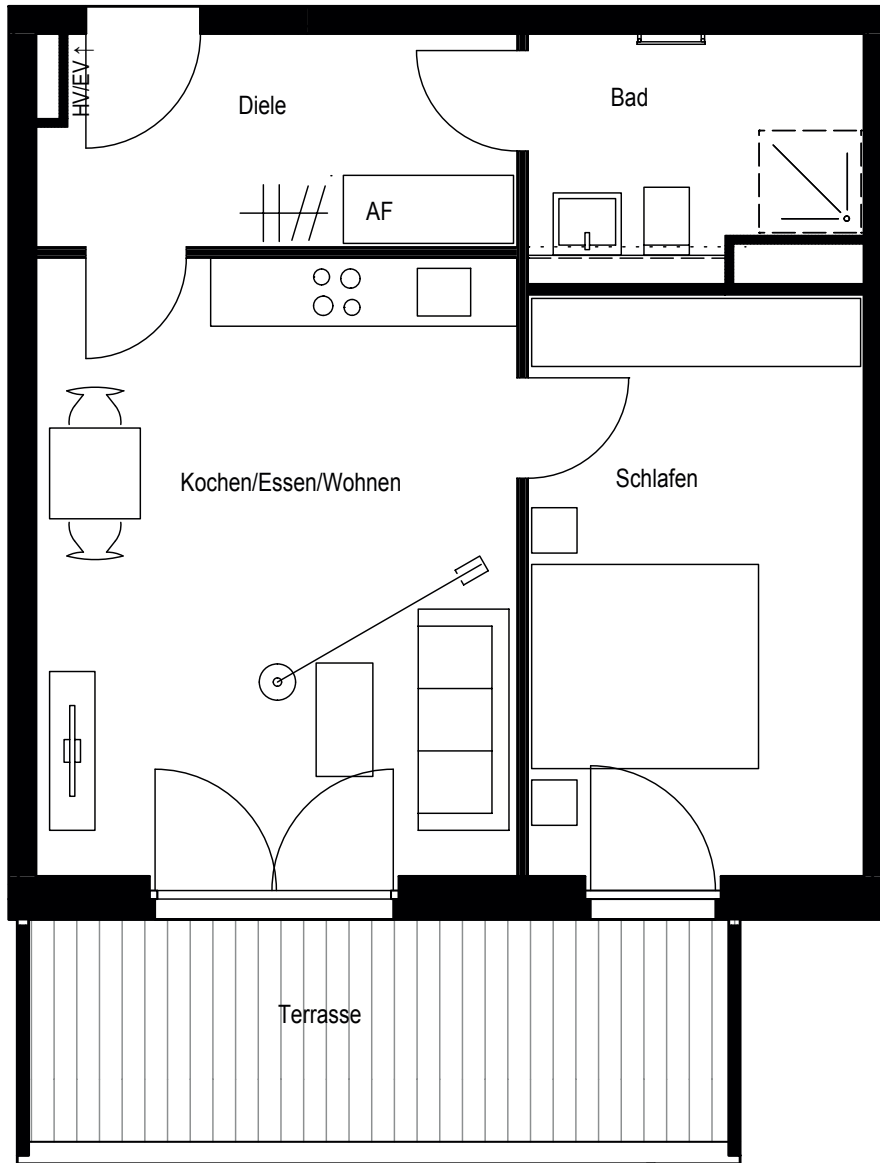 HV/EV ←
Diele
Bad
AF
Kochen/Essen/Wohnen
Schlafen
Terrasse